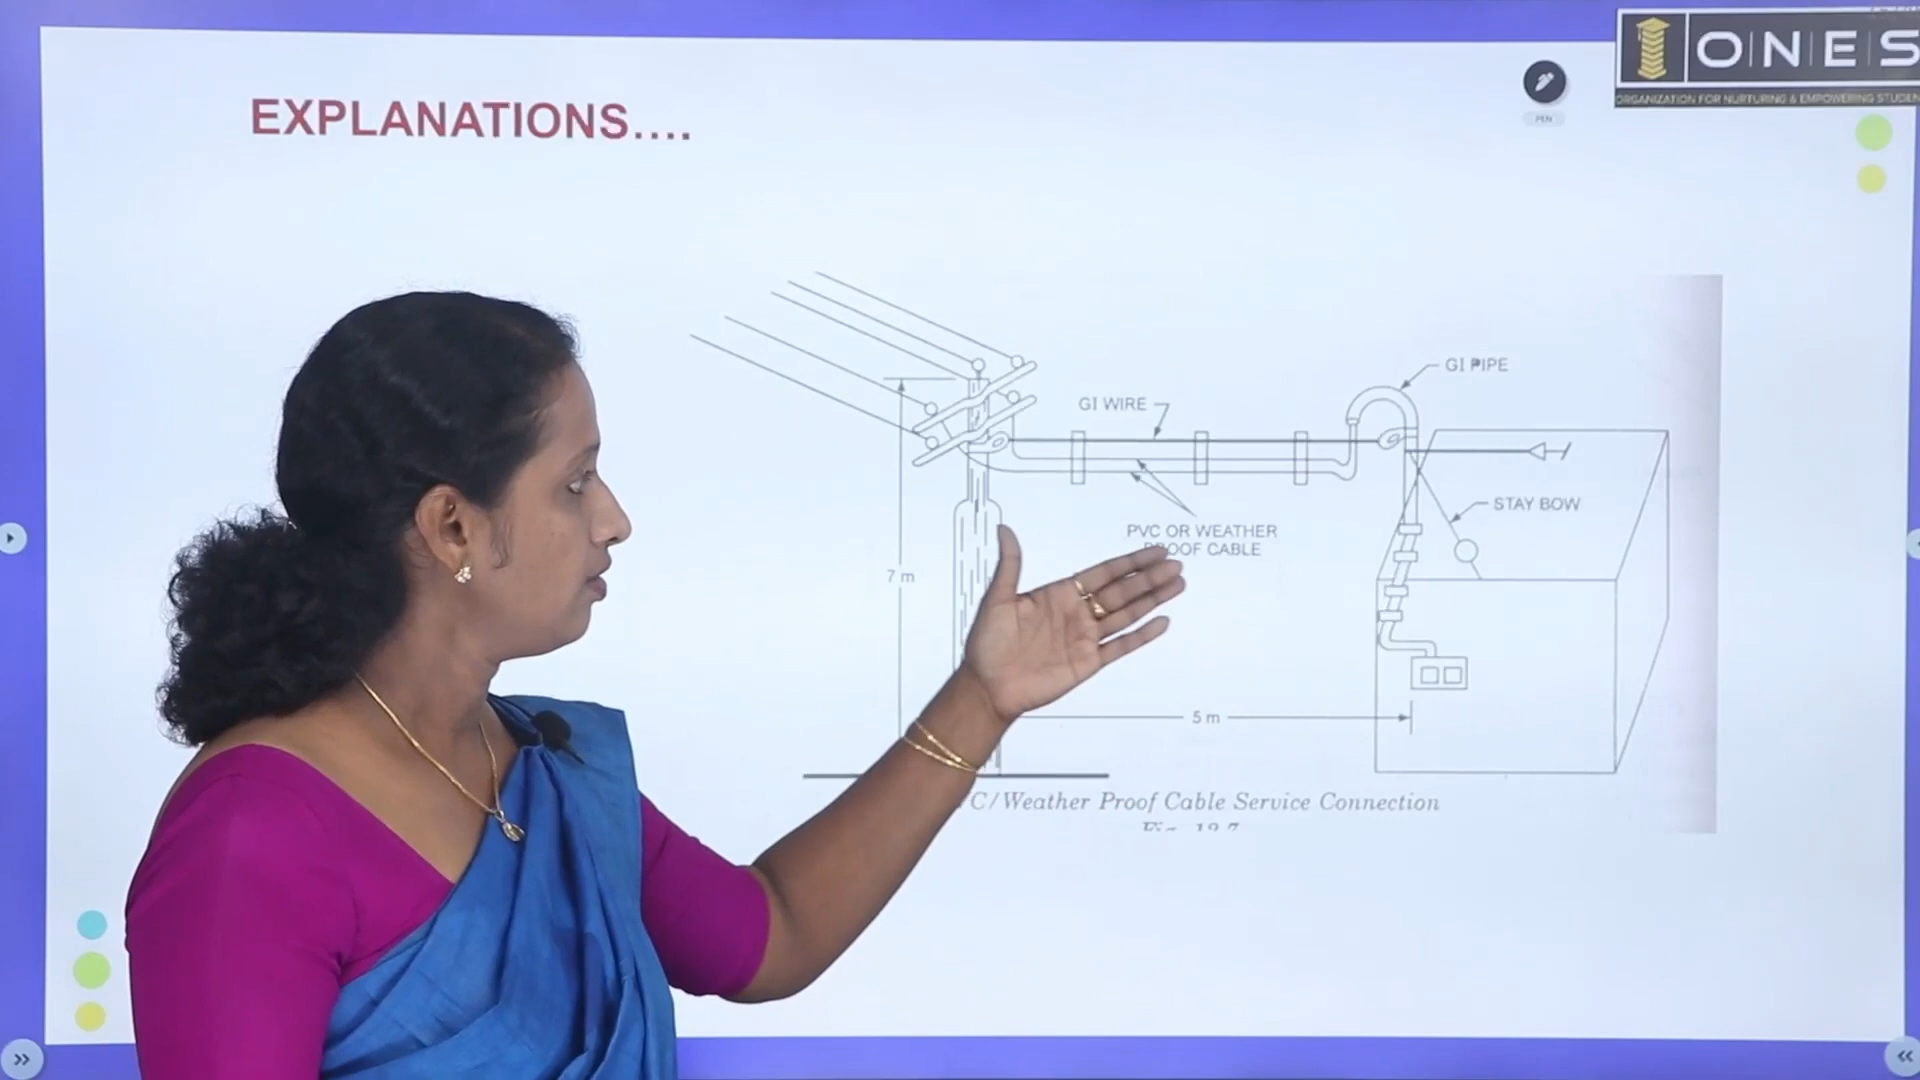 EXPLANATIONS....
PEN
ONES
ORGANIZATION FOR NURTURING & EMPOWERING STUDEN
GI PIPE
GI WIRE
STAY BOW
PVC OR WEATHER
PROOF CABLE
7 m
5 m
C/Weather Proof Cable Service Connection